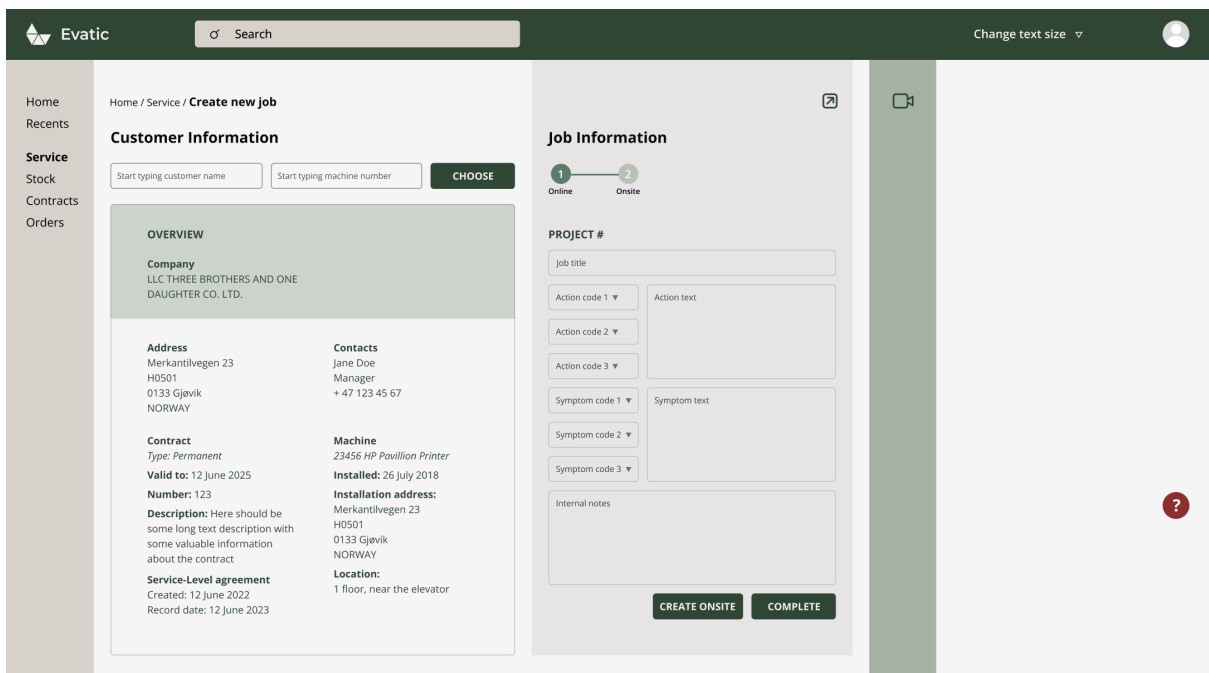 Evatic
Search
Change text size
Home
Recents
Service
Stock
Contracts
Orders
Home / Service / Create new job
Customer Information
Start typing customer name
Start typing machine number
CHOOSE
OVERVIEW
Company
LLC THREE BROTHERS AND ONE
DAUGHTER CO. LTD.
Address
Merkantilvegen 23
H0501
0133 Gjøvik
NORWAY
Contacts
Jane Doe
Manager
+ 47 123 45 67
Contract
Type: Permanent
Valid to: 12 June 2025
Number: 123
Description: Here should be
some long text description with
some valuable information
about the contract
Service-Level agreement
Created: 12 June 2022
Record date: 12 June 2023
Machine
23456 HP Pavillion Printer
Installed: 26 July 2018
Installation address:
Merkantilvegen 23
H0501
0133 Gjøvik
NORWAY
Location:
1 floor, near the elevator
Job Information
1
2
Online
Onsite
PROJECT #
Job title
Action code 1
Action text
Action code 2
Action code 3
Symptom code 1
Symptom text
Symptom code 2
Symptom code 3
Internal notes
CREATE ONSITE
COMPLETE
?